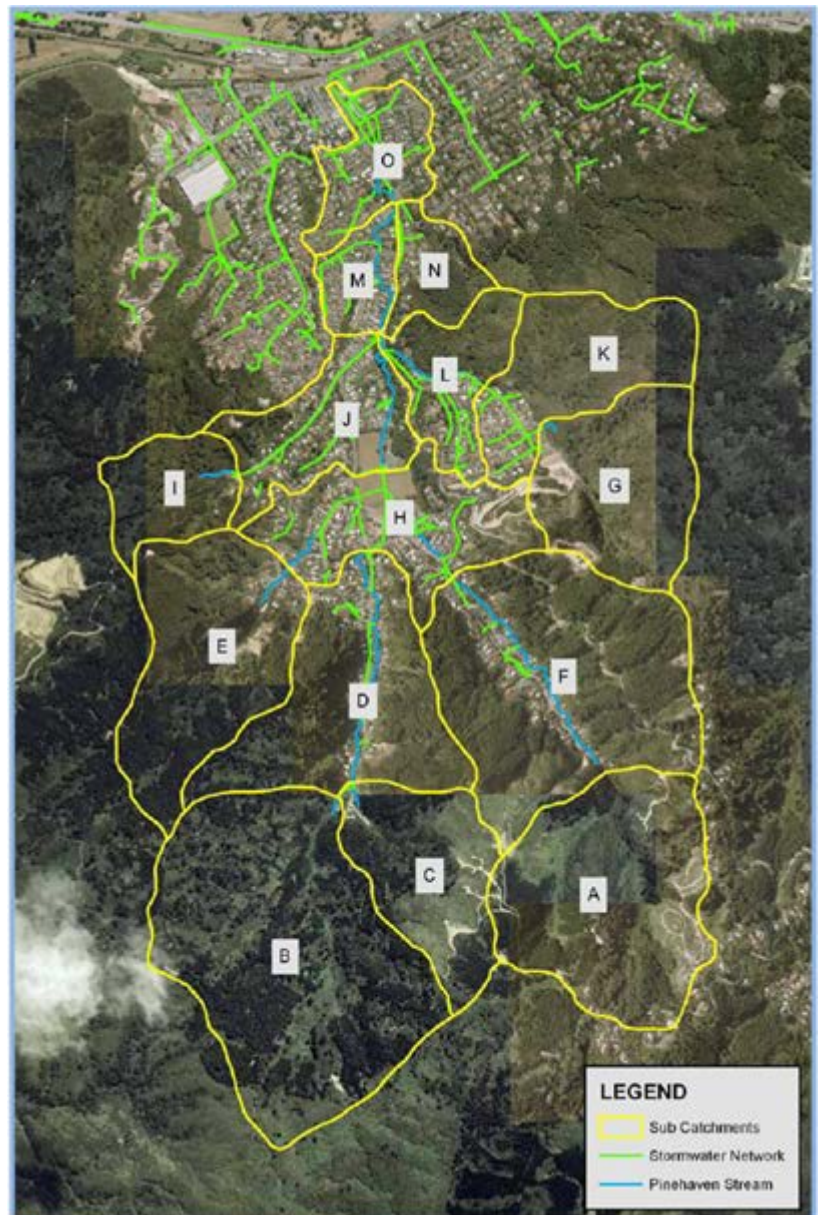 O
N
M
K
L
J
G
I
H
E
F
D
C
A
B
LEGEND
Sub Catchments
Stormwater Network
Pinehaven Stream